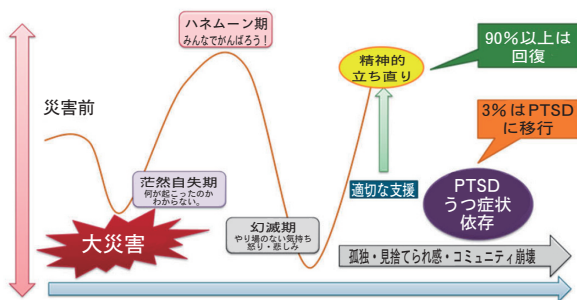 ハネムーン期
みんなでがんばろう！
精神的
立ち直り
90％以上は
回復
災害前
3％はPTSD
に移行
茫然自失期
何が起こったのか
わからない。
適切な支援
PTSD
うつ症状
依存
大災害
幻滅期
やり場のない気持ち
怒り・悲しみ
孤独・見捨てられ感・コミュニティ崩壊